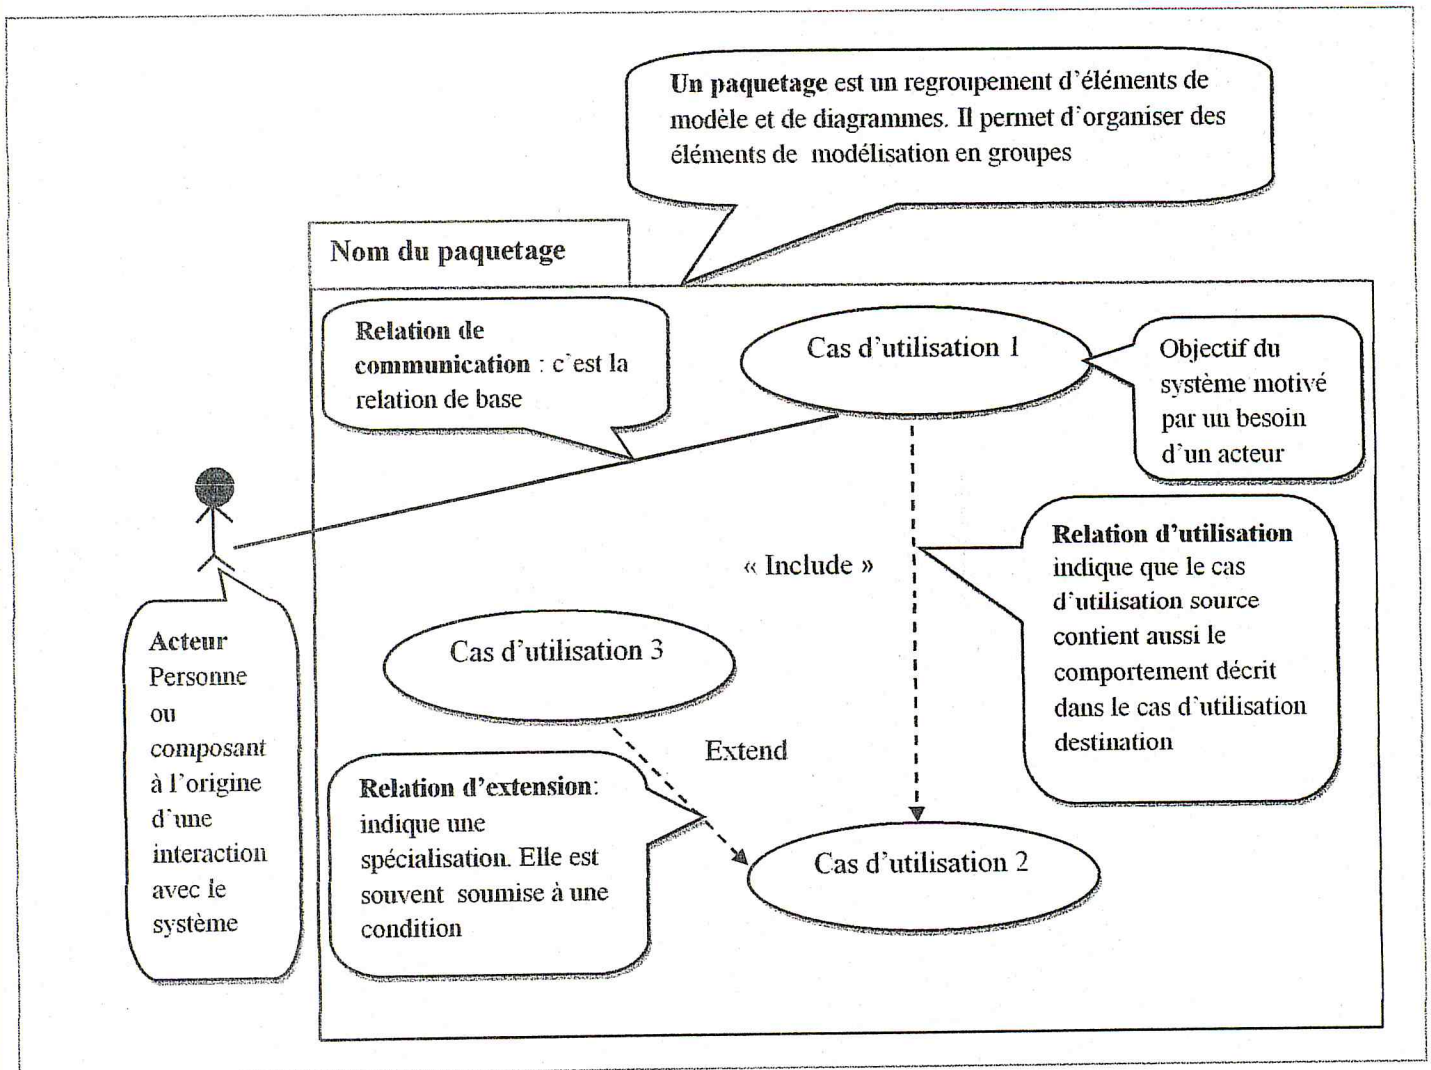 Un paquetage est un regroupement d'éléments de
modèle et de diagrammes. Il permet d'organiser des
éléments de modélisation en groupes
Nom du paquetage
Relation de
communication : c'est la
relation de base
Cas d'utilisation 1
Objectif du
système motivé
par un besoin
d'un acteur
« Include »
Relation d'utilisation
indique que le cas
d'utilisation source
contient aussi le
comportement décrit
dans le cas d'utilisation
destination
Acteur
Personne
ou
composant
à l'origine
d'une
interaction
avec le
système
Cas d'utilisation 3
Extend
Relation d'extension:
indique une
spécialisation. Elle est
souvent soumise à une
condition
Cas d'utilisation 2